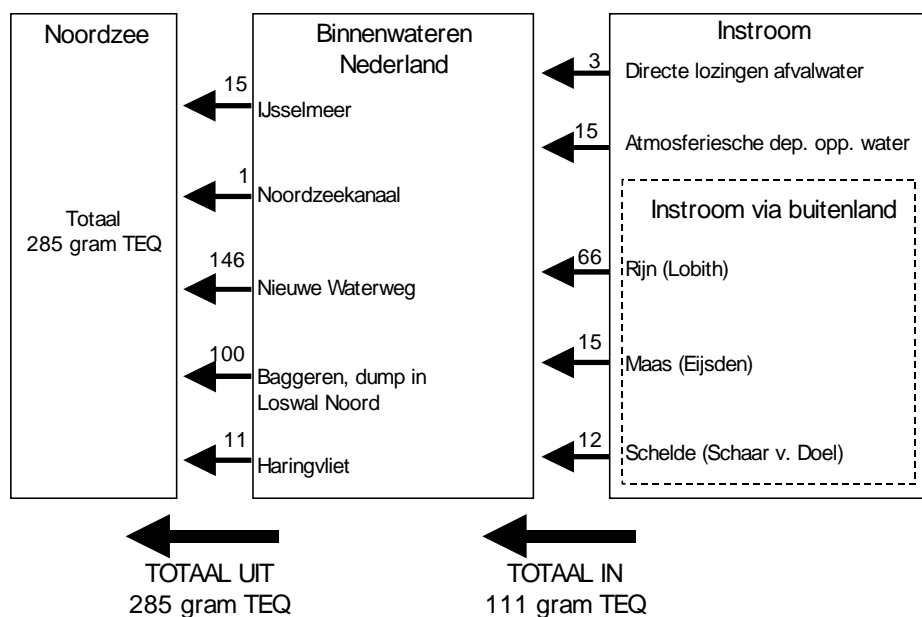 Noordzee
Totaal
285 gram TEQ
Binnenwateren
Nederland
15
IJsselmeer
1
Noordzeekanaal
146
Nieuwe Waterweg
100
Baggeren, dump in
Loswal Noord
11
Haringvliet
Instroom
3
Directe lozingen afvalwater
15
Atmosferiesche dep. opp. water
Instroom via buitenland
66
Rijn (Lobith)
15
Maas (Eijsden)
12
Schelde (Schaar v. Doel)
TOTAAL UIT
285 gram TEQ
TOTAAL IN
111 gram TEQ